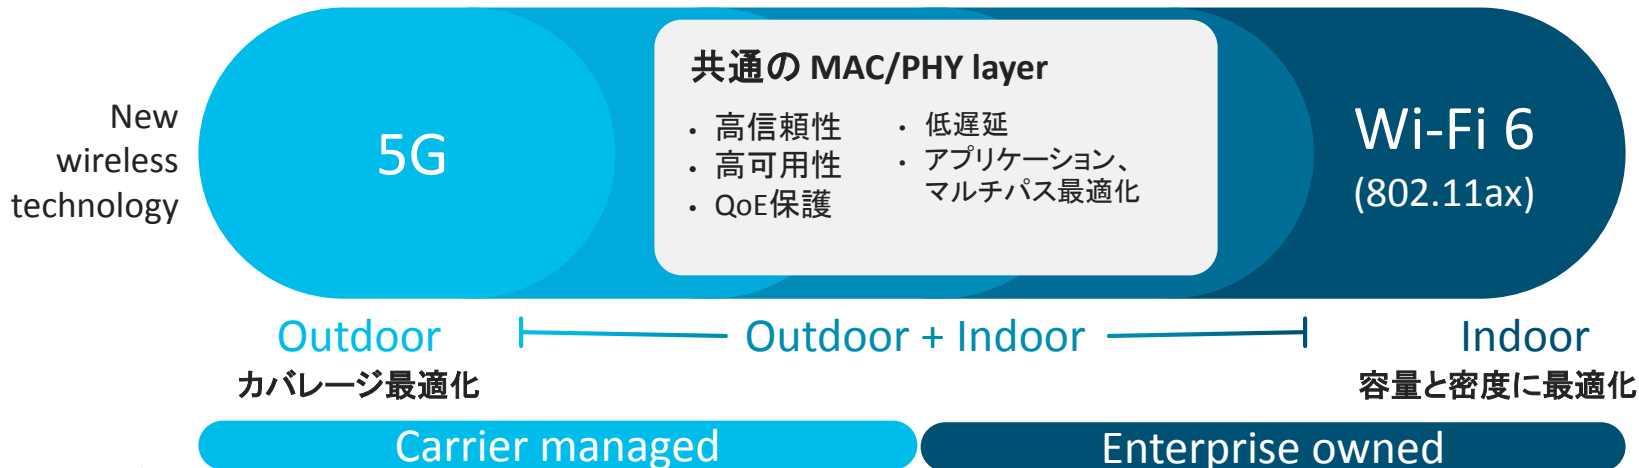 New
wireless
technology
5G
共通の MAC/PHY layer
・ 高信頼性
・ 高可用性
・ QoE保護
・ 低遅延
・ アプリケーション、
マルチパス最適化
Wi-Fi 6
(802.11ax)
Outdoor
Outdoor + Indoor
Indoor
カバレージ最適化
容量と密度に最適化
Carrier managed
Enterprise owned